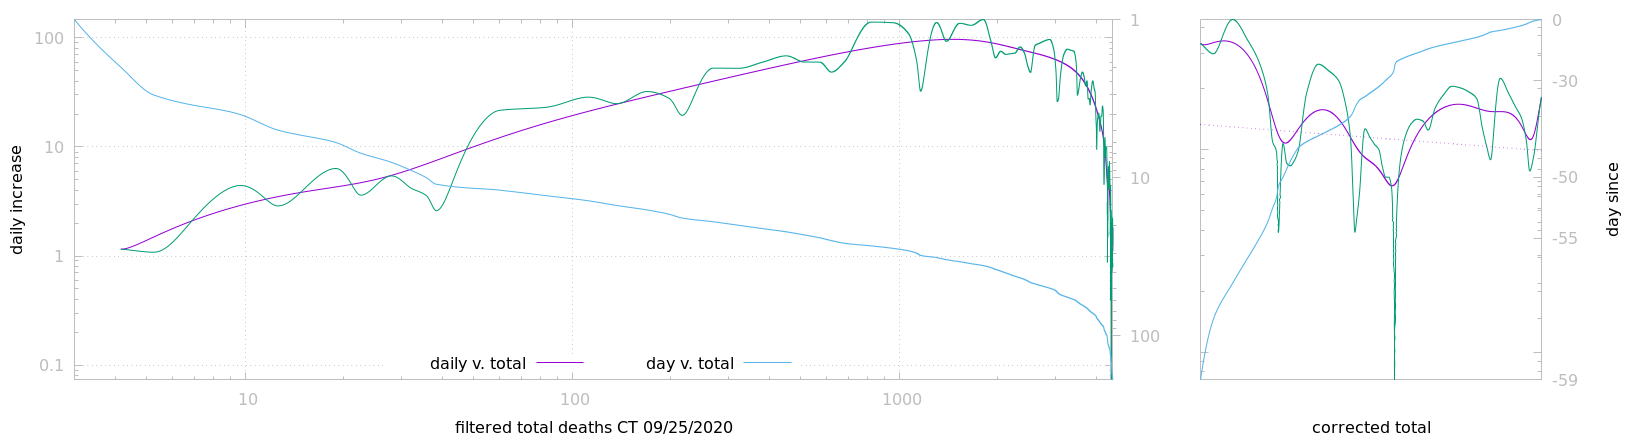 daily increase
100
10
1
0.1
daily v. total
day v. total
10
100
1000
1
10
100
filtered total deaths CT 09/25/2020
0
-30
-50
-55
-59
day since
corrected total